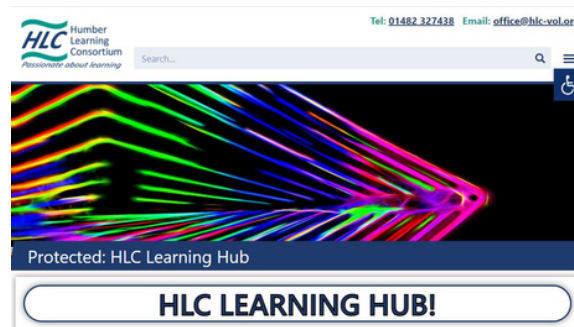 Humber
HLC Learning
Consortium
Passionate about learning
Tel: 01482 327438 Email: office@hlc-vol.or
Search...
Protected: HLC Learning Hub
HLC LEARNING HUB!